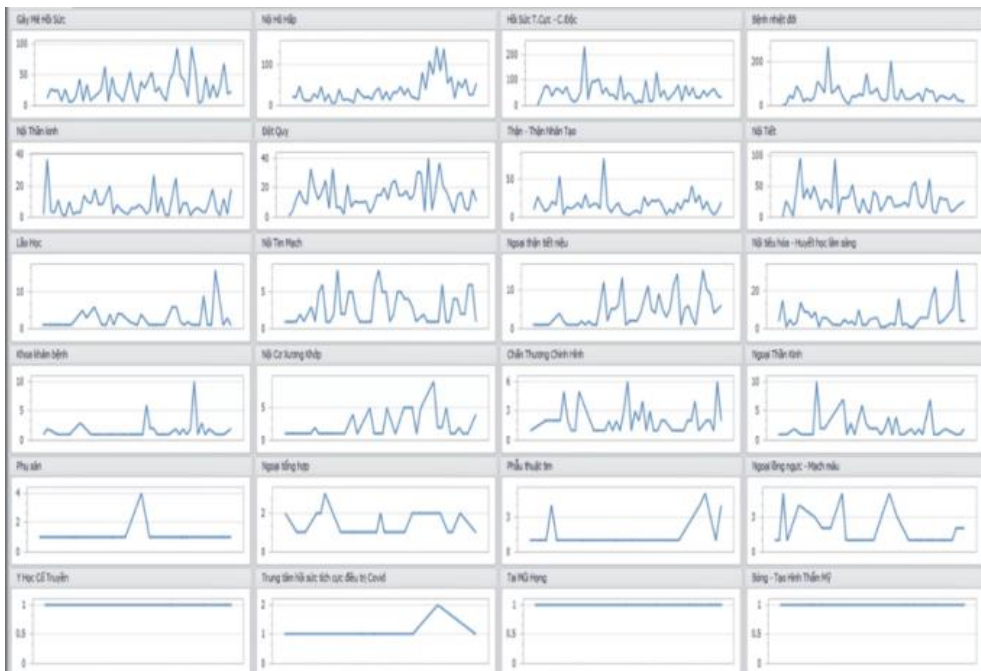 Gây Mê Hồi Sức
Nội Hô Hấp
Hồi Sức T.Cực - C.Độc
Bệnh nhiệt đới
100
50
0
100
0
200
100
0
200
0
Nội Thần kinh
Đột Quỵ
Thận - Thận Nhân Tạo
Nội Tiết
40
20
0
40
20
0
50
0
100
50
0
Lão Học
Nội Tim Mạch
Ngoại thận tiết niệu
Nội tiêu hóa - Huyết học lâm sàng
10
0
5
0
10
0
20
0
Khoa khám bệnh
Nội Cơ Xương Khớp
Chấn Thương Chỉnh Hình
Ngoại Thần Kinh
10
5
0
5
0
6
3
0
10
5
0
Phụ sản
Ngoại tổng hợp
Phẫu thuật tim
Ngoại lồng ngực - Mạch máu
4
2
0
2
0
3
0
3
0
Y Học Cổ Truyền
Trung tâm hồi sức tích cực điều trị Covid
Tai Mũi Họng
Bỏng - Tạo Hình Thẩm Mỹ
1
0.5
0
2
1
0
1
0.5
0
1
0.5
0